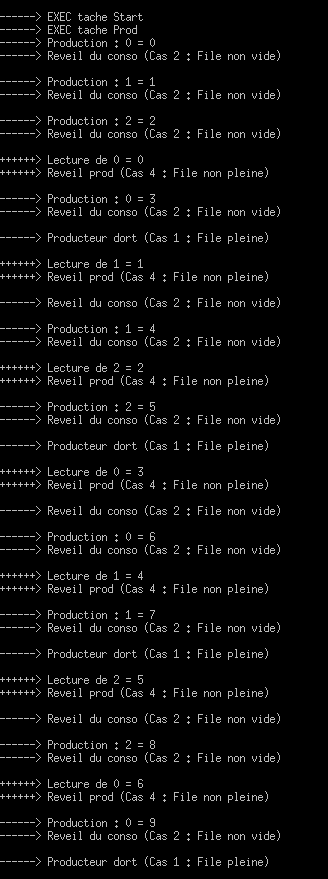 ------> EXEC tache Start
------> EXEC tache Prod
------> Production : 0 = 0
------> Reveil du conso (Cas 2 : File non vide)
------> Production : 1 = 1
------> Reveil du conso (Cas 2 : File non vide)
------> Production : 2 = 2
------> Reveil du conso (Cas 2 : File non vide)
++++++> Lecture de 0 = 0
++++++> Reveil prod (Cas 4 : File non pleine)
------> Production : 0 = 3
------> Reveil du conso (Cas 2 : File non vide)
------> Producteur dort (Cas 1 : File pleine)
++++++> Lecture de 1 = 1
++++++> Reveil prod (Cas 4 : File non pleine)
------> Reveil du conso (Cas 2 : File non vide)
------> Production : 1 = 4
------> Reveil du conso (Cas 2 : File non vide)
++++++> Lecture de 2 = 2
++++++> Reveil prod (Cas 4 : File non pleine)
------> Production : 2 = 5
------> Reveil du conso (Cas 2 : File non vide)
------> Producteur dort (Cas 1 : File pleine)
++++++> Lecture de 0 = 3
++++++> Reveil prod (Cas 4 : File non pleine)
------> Reveil du conso (Cas 2 : File non vide)
------> Production : 0 = 6
------> Reveil du conso (Cas 2 : File non vide)
++++++> Lecture de 1 = 4
++++++> Reveil prod (Cas 4 : File non pleine)
------> Production : 1 = 7
------> Reveil du conso (Cas 2 : File non vide)
------> Producteur dort (Cas 1 : File pleine)
++++++> Lecture de 2 = 5
++++++> Reveil prod (Cas 4 : File non pleine)
------> Reveil du conso (Cas 2 : File non vide)
------> Production : 2 = 8
------> Reveil du conso (Cas 2 : File non vide)
++++++> Lecture de 0 = 6
++++++> Reveil prod (Cas 4 : File non pleine)
------> Production : 0 = 9
------> Reveil du conso (Cas 2 : File non vide)
------> Producteur dort (Cas 1 : File pleine)